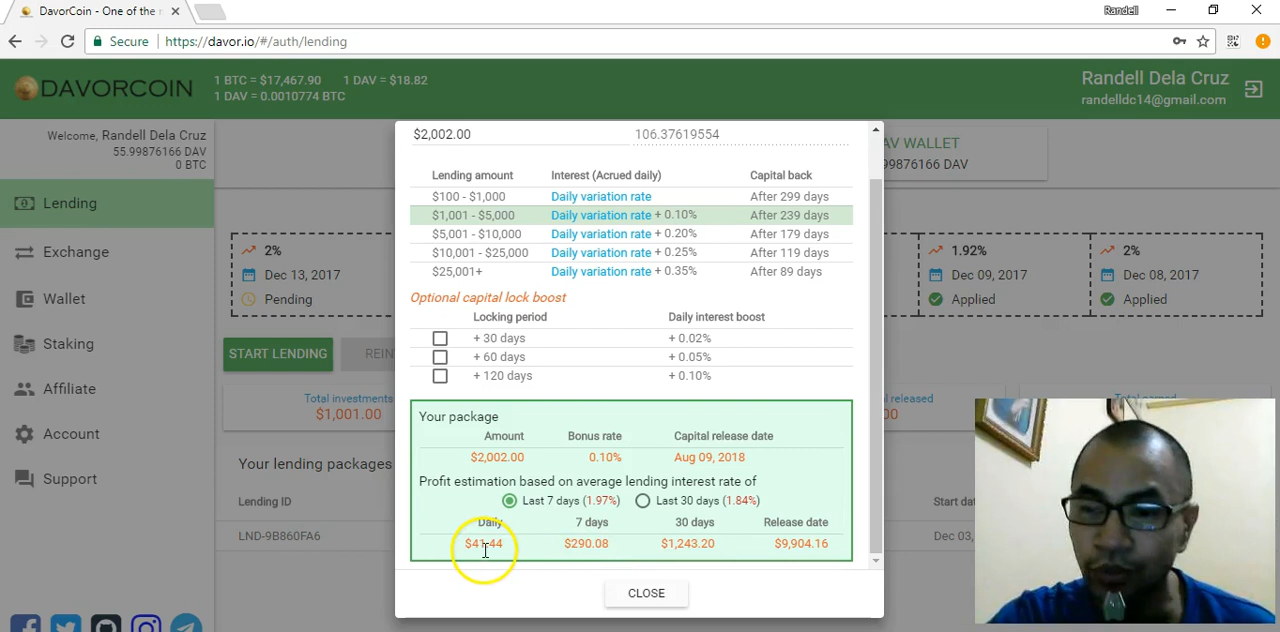 DavorCoin - One of the r
Randell
Secure https://davor.io/#/auth/lending
DAVORCOIN
1 BTC = $17,467.90 1 DAV = $18.82
1 DAV = 0.0010774 BTC
Randell Dela Cruz
randelldc14@gmail.com
Welcome, Randell Dela Cruz
55.99876166 DAV
0 BTC
Lending
Exchange
Wallet
Staking
Affiliate
Account
Support
AV WALLET
99876166 DAV
2%
Dec 13, 2017
Pending
1.92%
Dec 09, 2017
Applied
2%
Dec 08, 2017
Applied
START LENDING
REIN
Total investments
$1,001.00
released
00
Total earned
Your lending packages
Lending ID
Start dat
LND-9B860FA6
Dec 03,
$2,002.00 106.37619554
Lending amount Interest (Accrued daily) Capital back
$100 - $1,000 Daily variation rate After 299 days
$1,001 - $5,000 Daily variation rate + 0.10% After 239 days
$5,001 - $10,000 Daily variation rate + 0.20% After 179 days
$10,001 - $25,000 Daily variation rate + 0.25% After 119 days
$25,001+ Daily variation rate + 0.35% After 89 days
Optional capital lock boost
Locking period Daily interest boost
+ 30 days + 0.02%
+ 60 days + 0.05%
+ 120 days + 0.10%
Your package
Amount Bonus rate Capital release date
$2,002.00 0.10% Aug 09, 2018
Profit estimation based on average lending interest rate of
Last 7 days (1.97%) Last 30 days (1.84%)
Daily 7 days 30 days Release date
$41.44 $290.08 $1,243.20 $9,904.16
CLOSE